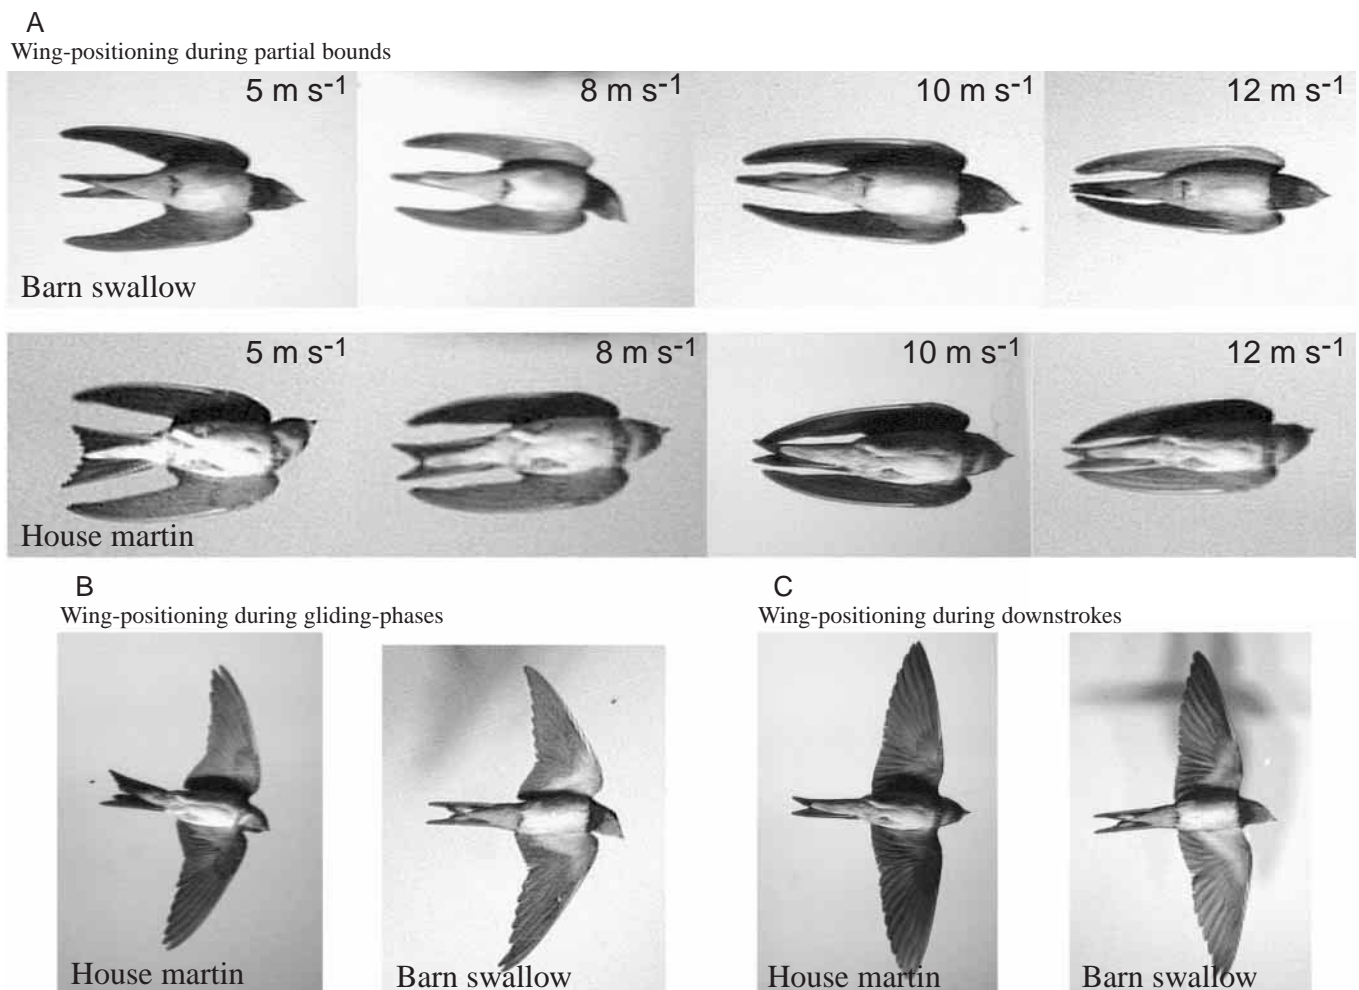 A
Wing-positioning during partial bounds
5 m s-1
8 m s-1
10 m s-1
12 m s-1
Barn swallow
5 m s-1
8 m s-1
10 m s-1
12 m s-1
House martin
B
Wing-positioning during gliding-phases
C
Wing-positioning during downstrokes
House martin
Barn swallow
House martin
Barn swallow